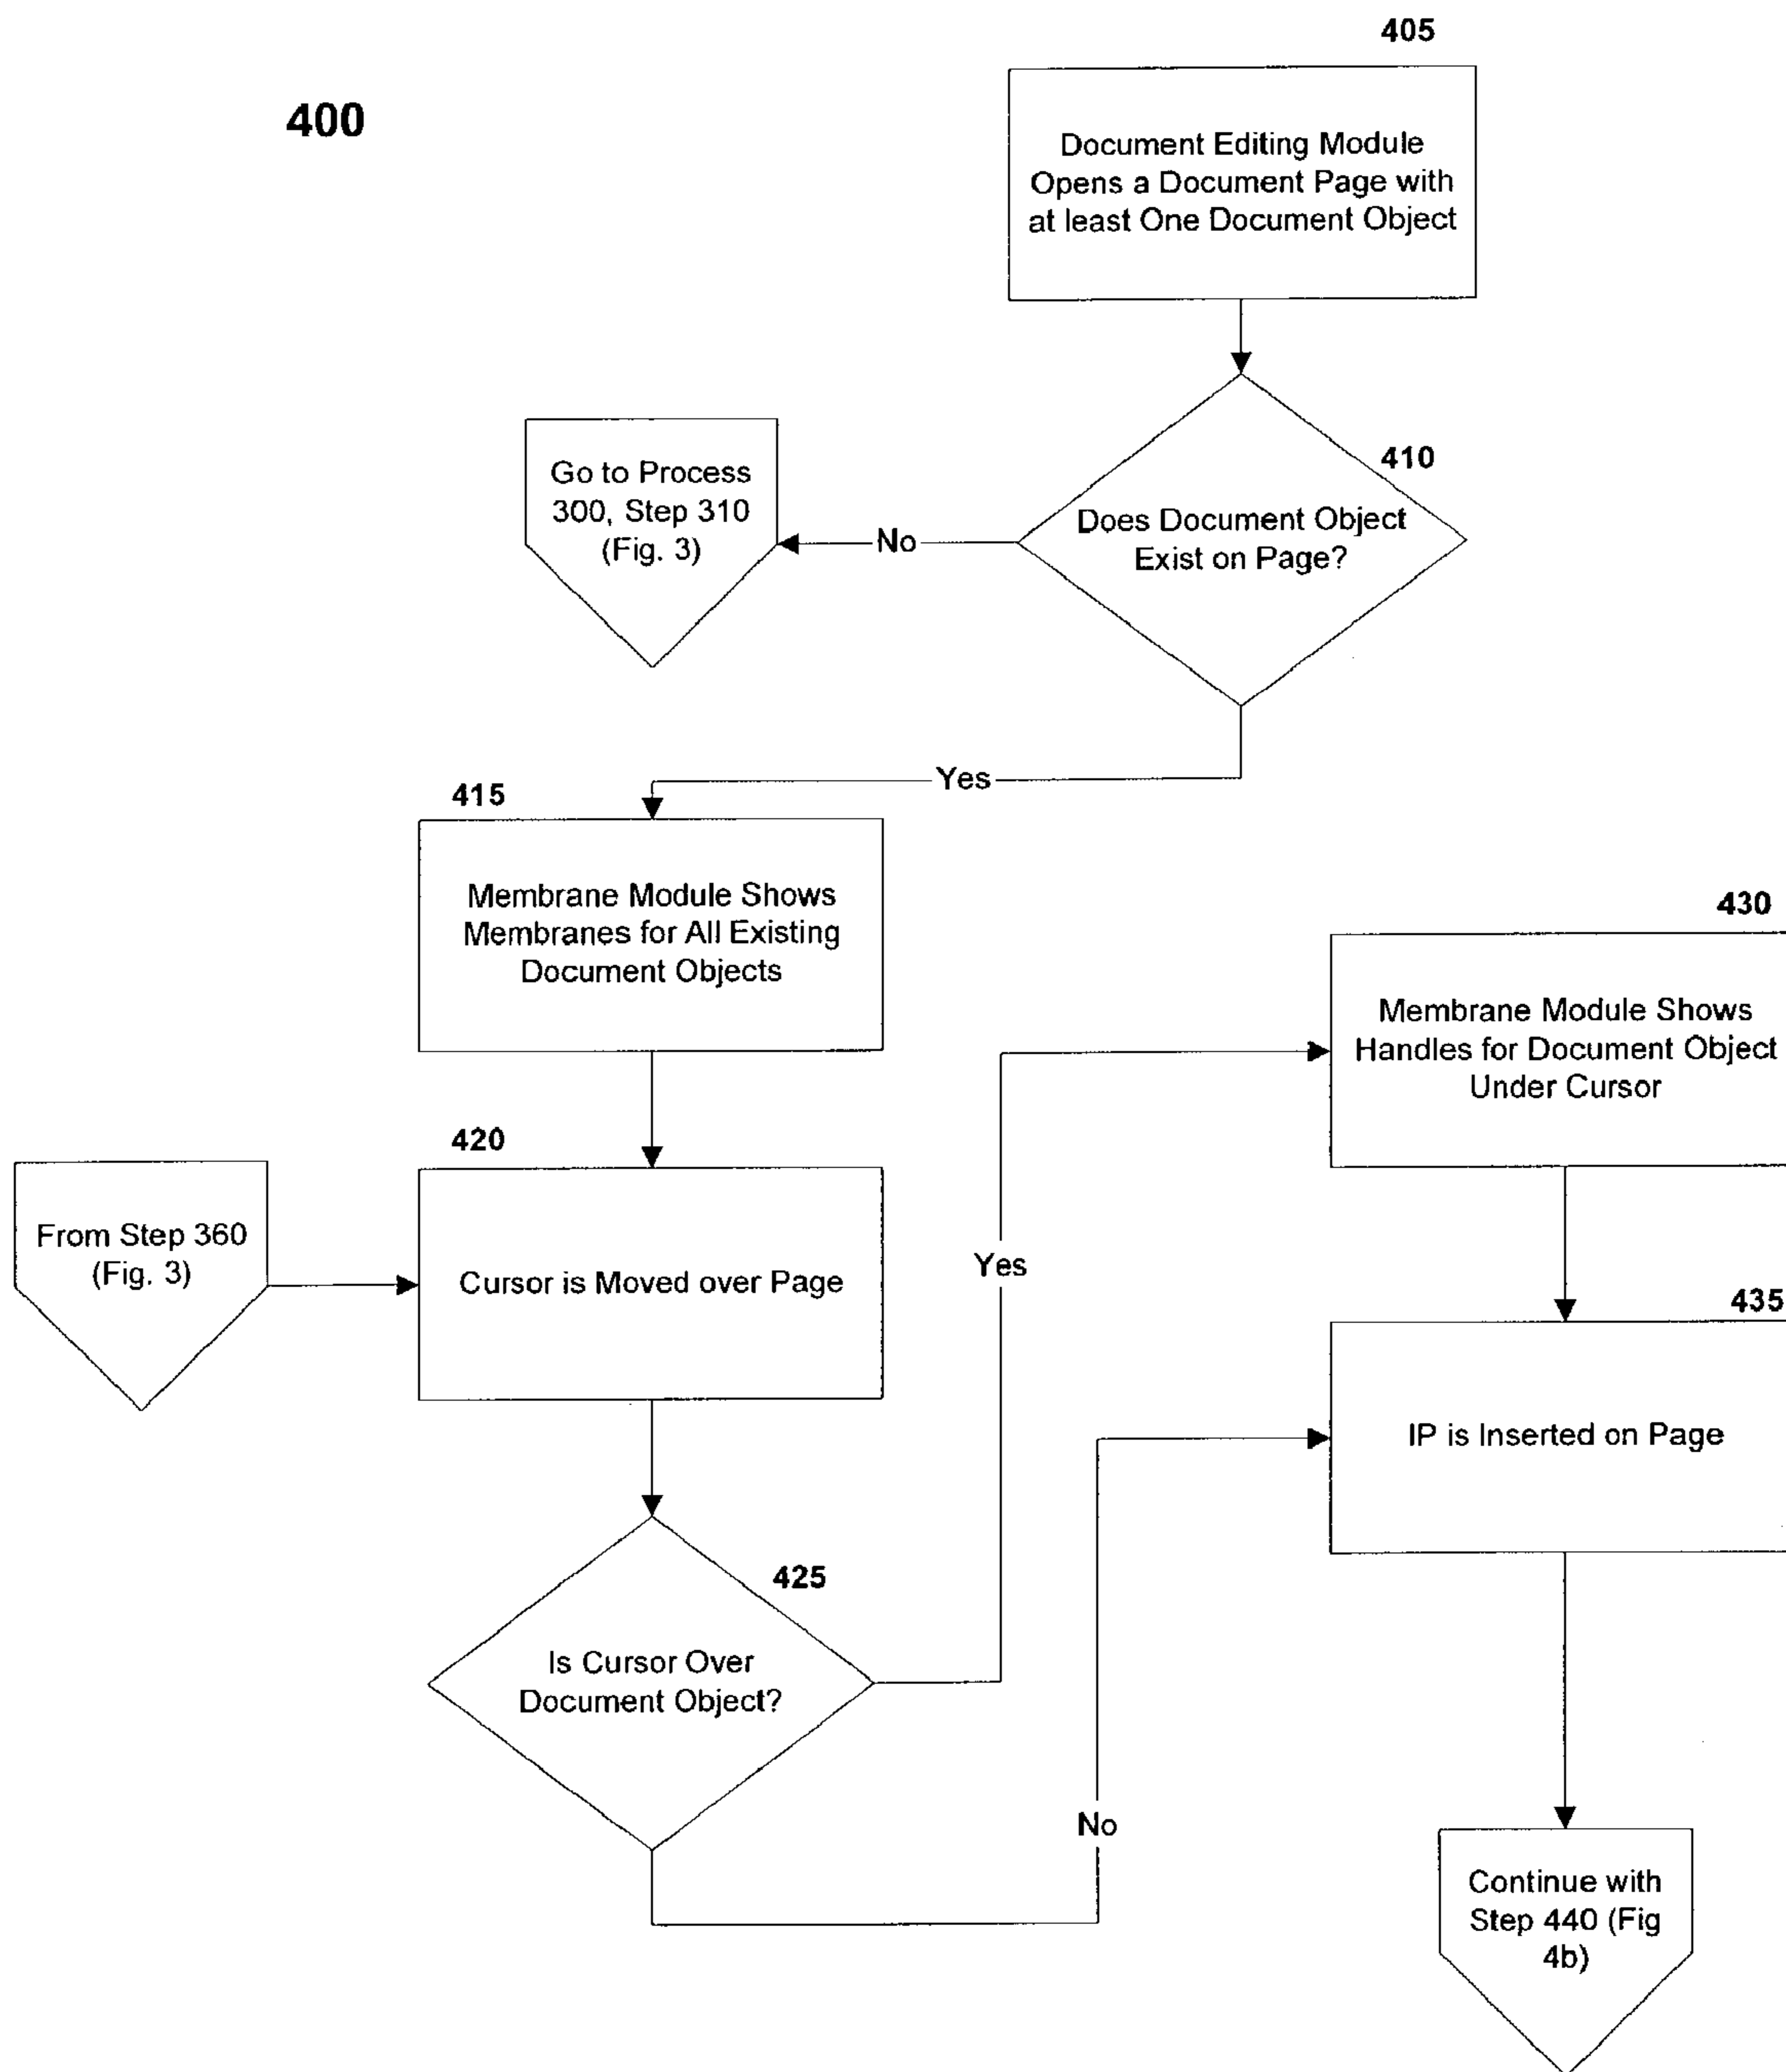 400
405
Document Editing Module
Opens a Document Page with
at least One Document Object
410
Does Document Object
Exist on Page?
No
Go to Process
300, Step 310
(Fig. 3)
Yes
415
Membrane Module Shows
Membranes for All Existing
Document Objects
420
Cursor is Moved over Page
From Step 360
(Fig. 3)
425
Is Cursor Over
Document Object?
Yes
No
430
Membrane Module Shows
Handles for Document Object
Under Cursor
435
IP is Inserted on Page
Continue with
Step 440 (Fig
4b)